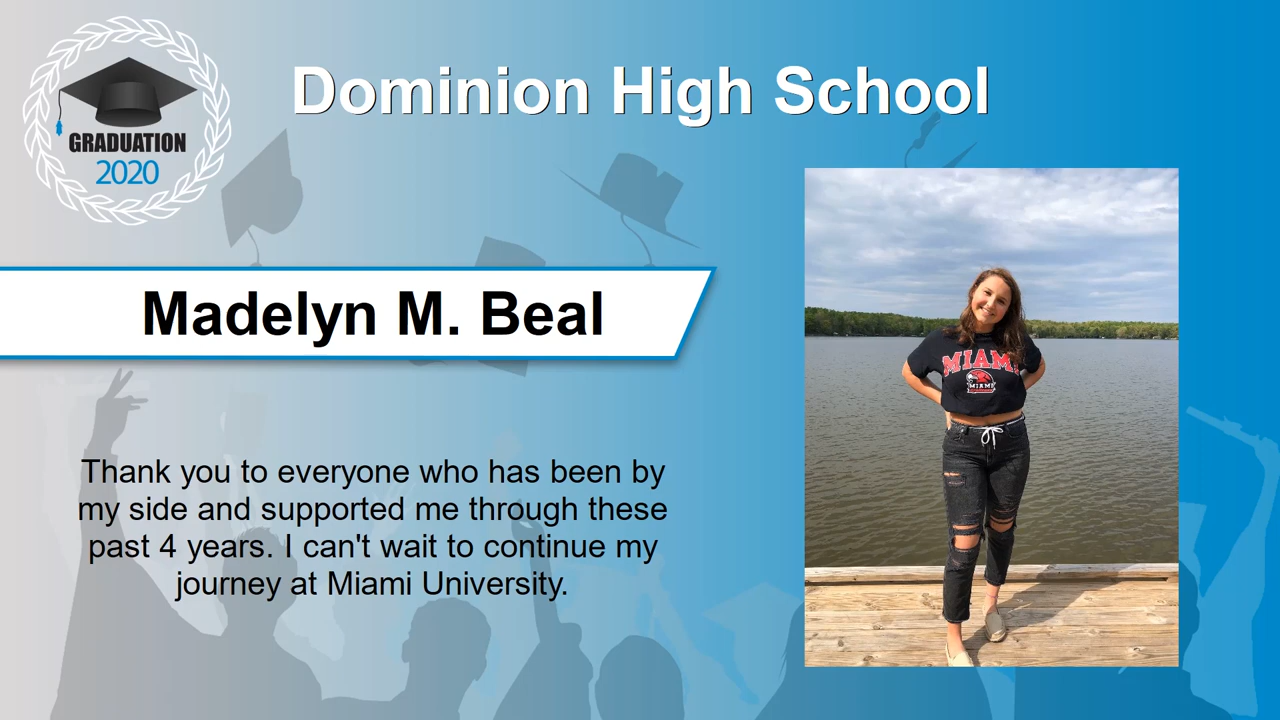 Dominion High School
GRADUATION
2020
Madelyn M. Beal
Thank you to everyone who has been by
my side and supported me through these
past 4 years. I can't wait to continue my
journey at Miami University.
MIAMI
MIAMI